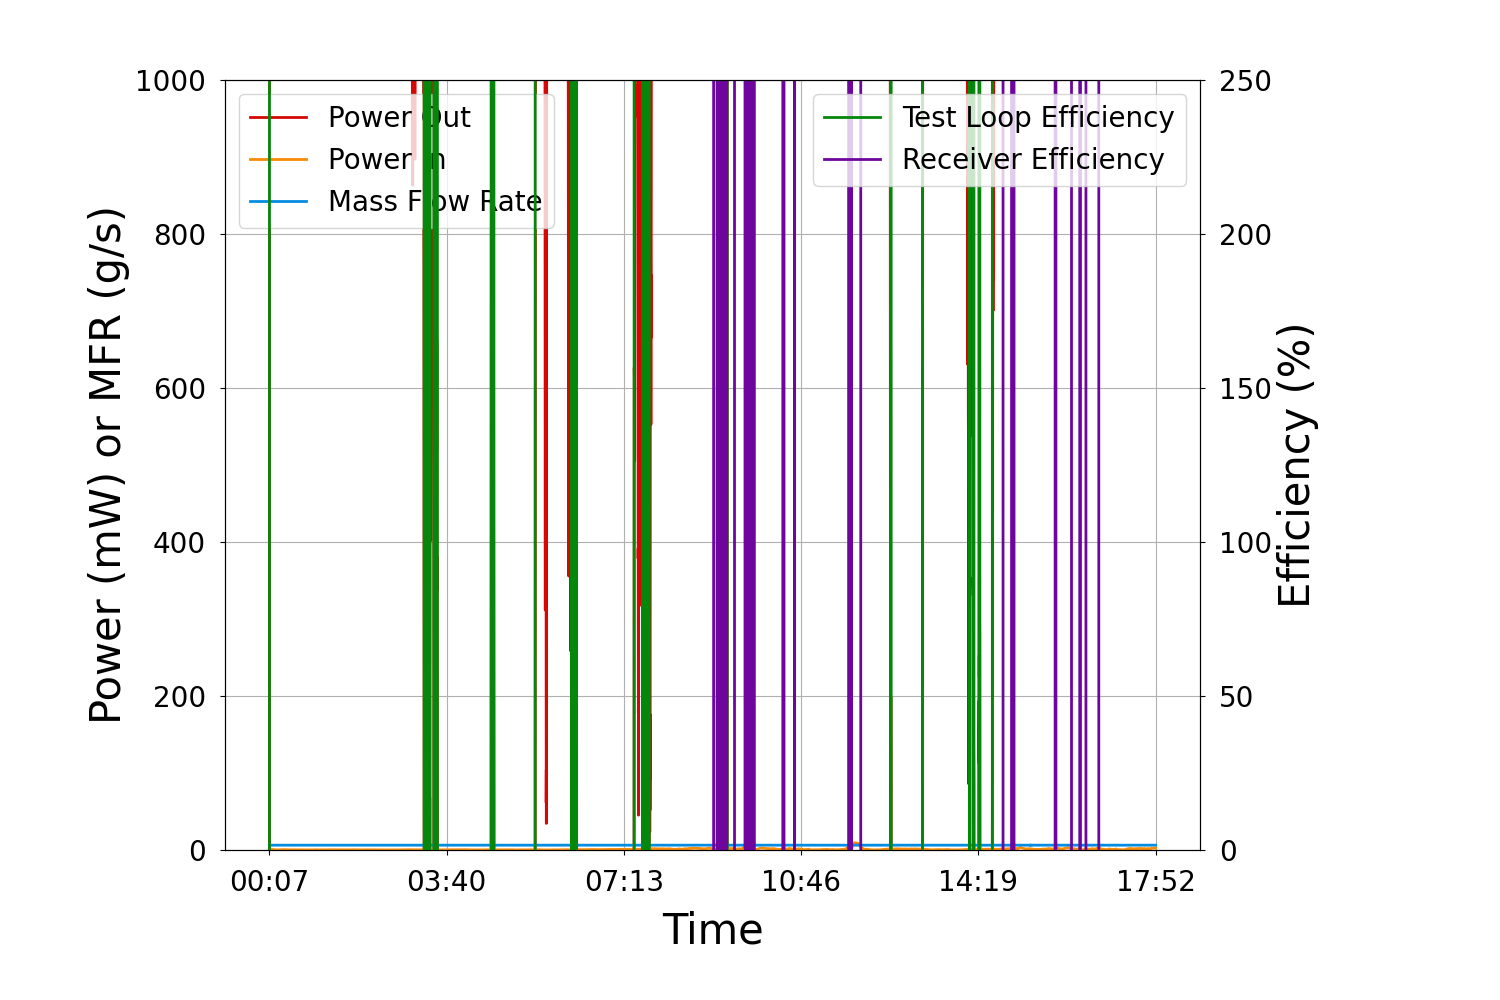 1000
800
600
400
200
0
Power (mW) or MFR (g/s)
Power Out
Power In
Mass Flow Rate
Test Loop Efficiency
Receiver Efficiency
250
200
150
100
50
0
Efficiency (%)
00:07 03:40 07:13 10:46 14:19 17:52
Time